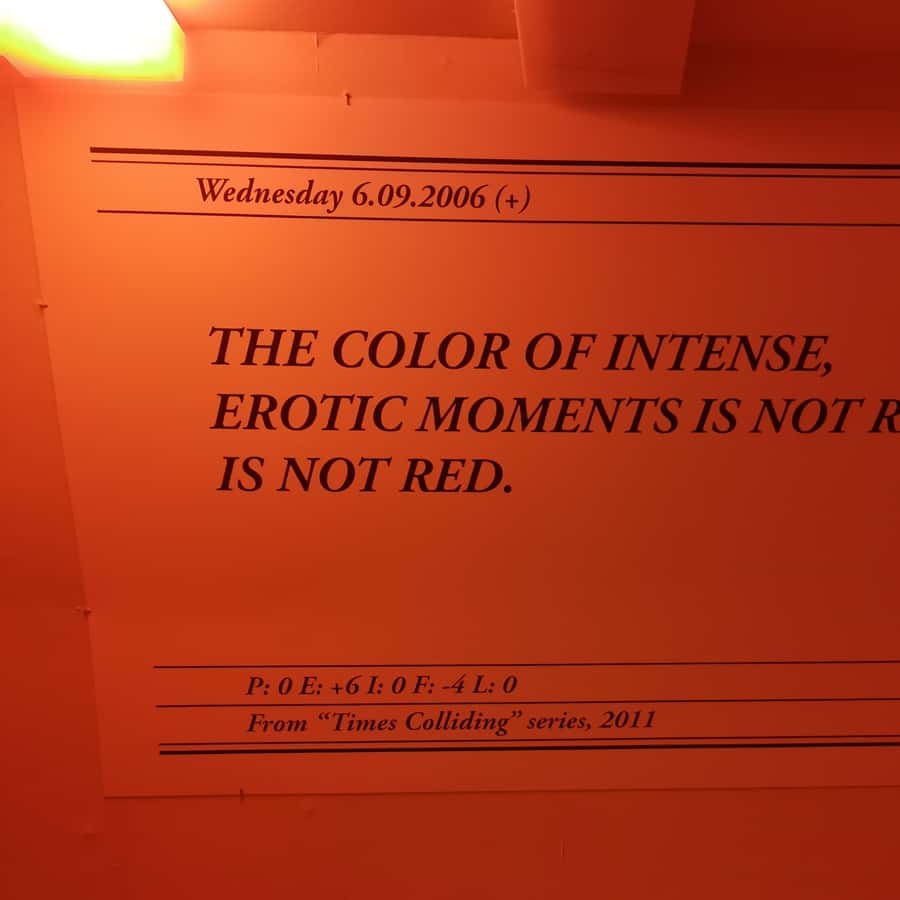 Wednesday 6.09.2006 (+)
THE COLOR OF INTENSE,
EROTIC MOMENTS IS NOT
IS NOT RED.
P: 0 E: +6 I: 0 F: -4 L: 0
From “Times Colliding” series, 2011